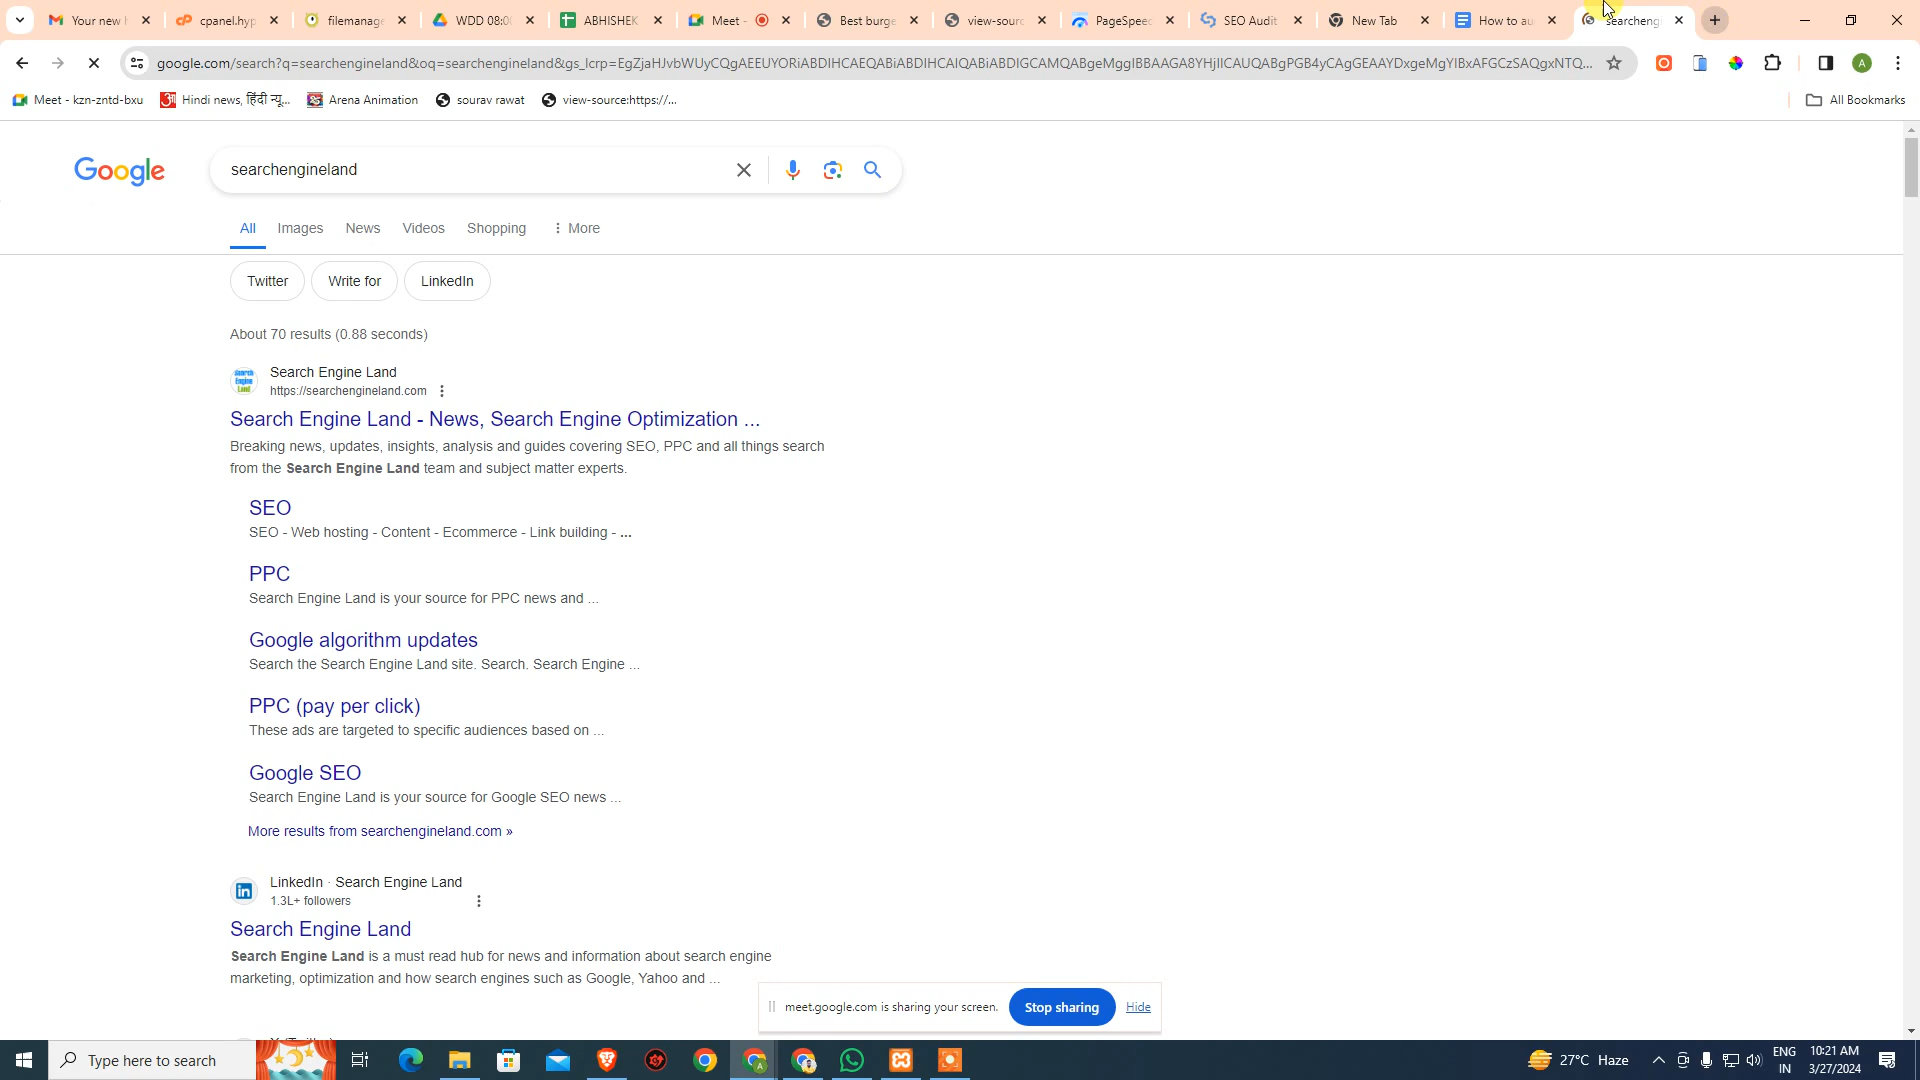 Your new
cpanel.hyp
filemanage
WDD 08:0
ABHISHEK
Meet -
Best burge
view-sourc
PageSpeed
SEO Audit
New Tab
How to au
searchengi
google.com/search?q=searchengineland&oq=searchengineland&gs_lcrp=EgZjaHJvbWUyCQgAEEUYORiABDIHCAEQABiABDIHCAIQABiABDIGCAMQABgeMggIBBAAGA8YHjIICAUQABgPGB4yCAgGEAAYDxgeMgYIBxAFGCzSAQgxNTQ...
A
Meet - kzn-zntd-bxu
Hindi news, हिंदी न्यू...
Arena Animation
sourav rawat
view-source:https://...
All Bookmarks
Google
searchengineland
All
Images
News
Videos
Shopping
More
Twitter
Write for
LinkedIn
About 70 results (0.88 seconds)
Search Engine Land
https://searchengineland.com
Search Engine Land - News, Search Engine Optimization ...
Breaking news, updates, insights, analysis and guides covering SEO, PPC and all things search
from the Search Engine Land team and subject matter experts.
SEO
SEO - Web hosting - Content - Ecommerce - Link building - ...
PPC
Search Engine Land is your source for PPC news and ...
Google algorithm updates
Search the Search Engine Land site. Search. Search Engine ...
PPC (pay per click)
These ads are targeted to specific audiences based on ...
Google SEO
Search Engine Land is your source for Google SEO news ...
More results from searchengineland.com »
LinkedIn · Search Engine Land
1.3L+ followers
Search Engine Land
Search Engine Land is a must read hub for news and information about search engine
marketing, optimization and how search engines such as Google, Yahoo and ...
meet.google.com is sharing your screen.
Stop sharing
Hide
Type here to search
27°C Haze
ENG
IN
10:21 AM
3/27/2024